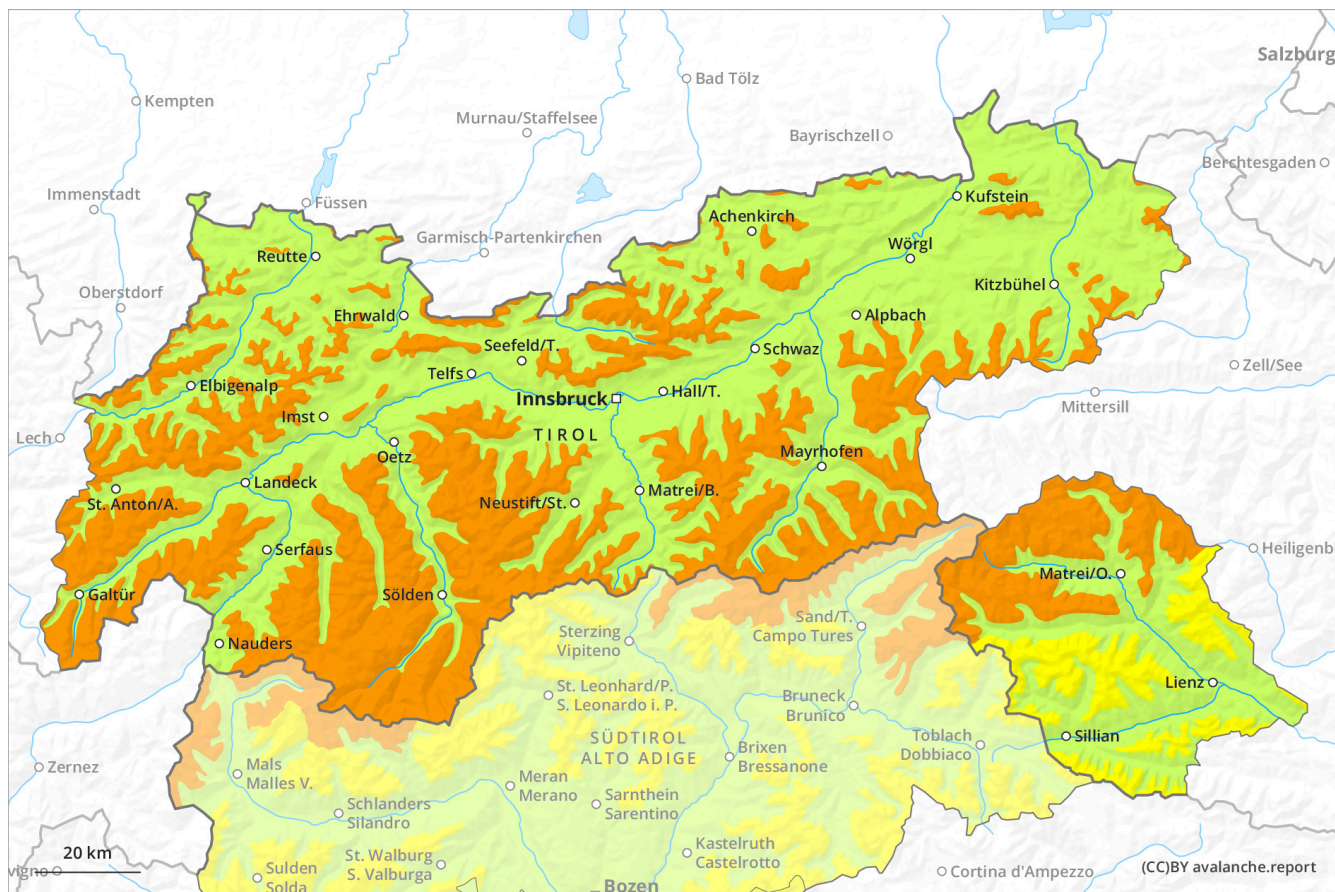 Salzburg
Bad Tölz
Kempten
Murnau/Staffelsee
Bayrischzell
Berchtesgaden
Immenstadt
Füssen
Kufstein
Achenkirch
Garmisch-Partenkirchen
Wörgl
Reutte
Kitzbühel
Oberstdorf
Ehrwald
Alpbach
Seefeld/T.
Schwaz
Zell/See
Telfs
Elbigenalp
Hall/T.
Innsbruck
Mittersill
Imst
Lech
TIROL
Oetz
Mayrhofen
Landeck
Matrei/B.
St. Anton/A.
Neustift/St.
Serfaus
Heiligenb
Matrei/O.
Galtür
Sölden
Sand/T.
Campo Tures
Sterzing
Vipiteno
Nauders
Lienz
St. Leonhard/P.
S. Leonardo i. P.
Bruneck
Brunico
SÜDTIROL
ALTO ADIGE
Toblach
Dobbiaco
Sillian
Brixen
Bressanone
Zernez
Mals
Malles V.
Meran
Merano
Sarnthein
Sarentino
Schlanders
Silandro
20 km
St. Walburg
S. Valburga
Kastelruth
Castelrotto
vigno
Sulden
Solda
Cortina d'Ampezzo
(CC)BY avalanche.report
Bozen